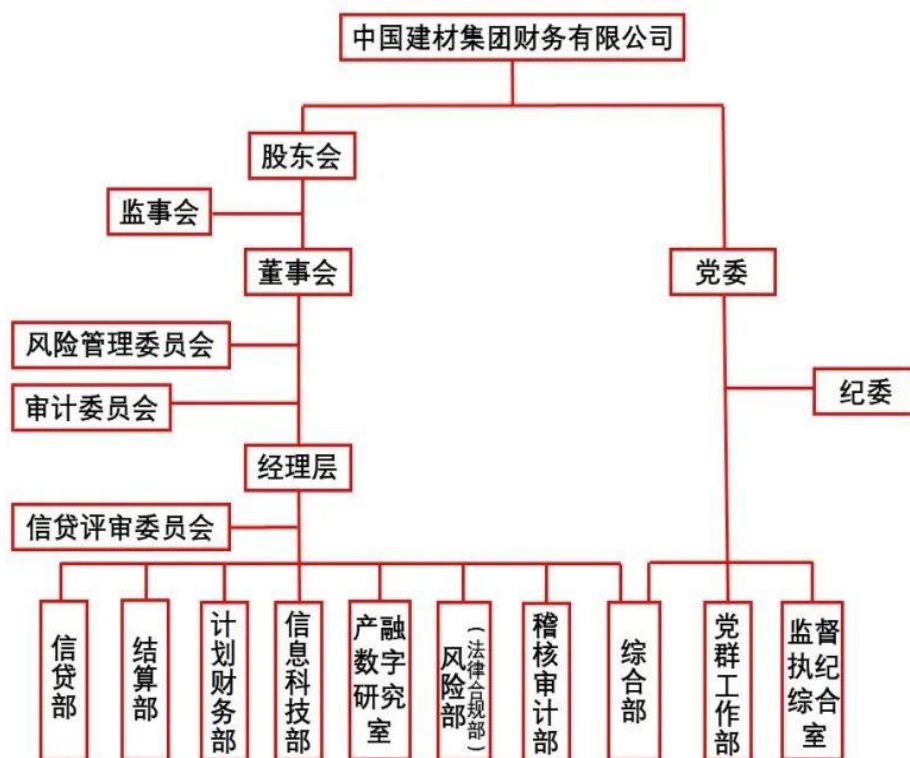 中国建材集团财务有限公司
股东会
监事会
董事会
党委
风险管理委员会
审计委员会
纪委
经理层
信贷评审委员会
信贷部
结算部
计划财务部
信息科技部
产融
数字
研究
室
风险部
(法律合规部)
稽核审计部
综合部
党群工作部
监督
执纪
综合
室